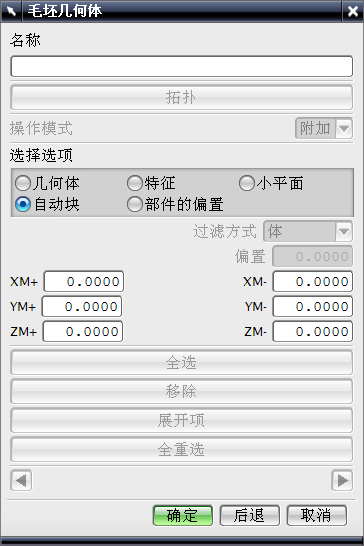 毛坯几何体
名称
拓扑
操作模式 附加
选择选项
几何体 特征 小平面
自动块 部件的偏置
过滤方式 体
偏置 0.0000
XM+ 0.0000 XM- 0.0000
YM+ 0.0000 YM- 0.0000
ZM+ 0.0000 ZM- 0.0000
全选
移除
展开项
全重选
确定 后退 取消